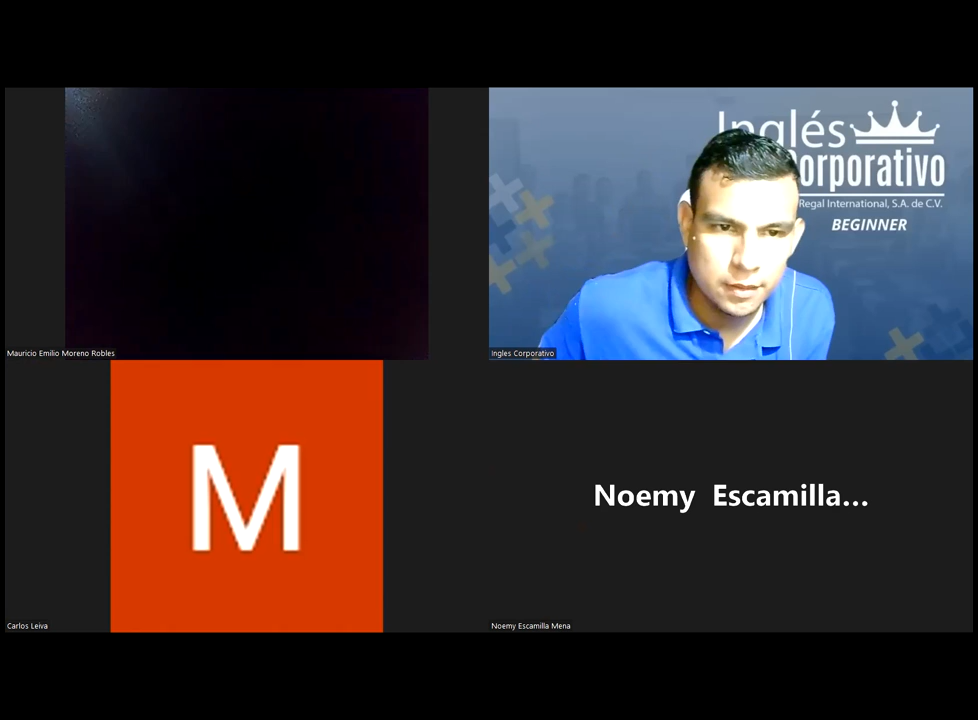 Inglés
Corporativo
Regal International, S.A. de C.V.
BEGINNER
Mauricio Emilio Moreno Robles
Ingles Corporativo
M
Noemy Escamilla...
Carlos Leiva
Noemy Escamilla Mena